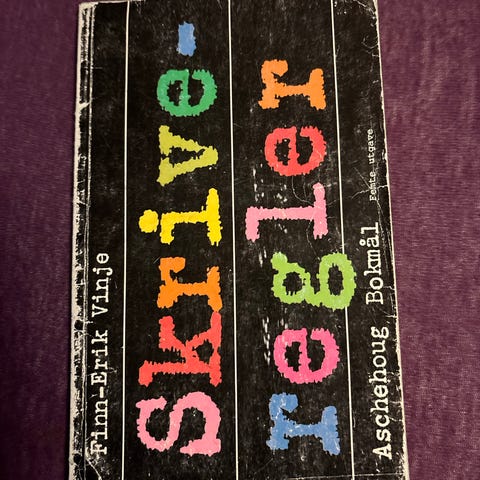 Finn-Erik Vinje
Skrive-
regler
Aschehoug Bokmål Femte utgave